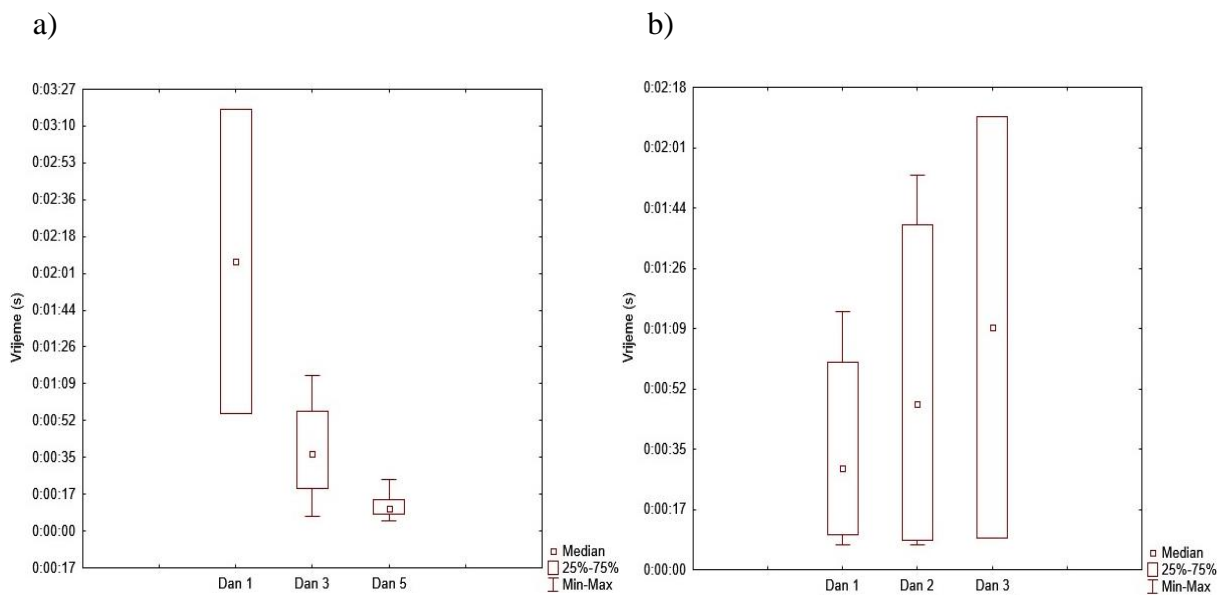 a)
0:03:27
0:03:10
0:02:53
0:02:36
0:02:18
0:02:01
0:01:44
0:01:26
0:01:09
0:00:52
0:00:35
0:00:17
0:00:00
0:00:17
Vrijeme (s)
Dan 1 Dan 3 Dan 5
Median
25%-75%
Min-Max
b)
0:02:18
0:02:01
0:01:44
0:01:26
0:01:09
0:00:52
0:00:35
0:00:17
0:00:00
Vrijeme (s)
Dan 1 Dan 2 Dan 3
Median
25%-75%
Min-Max